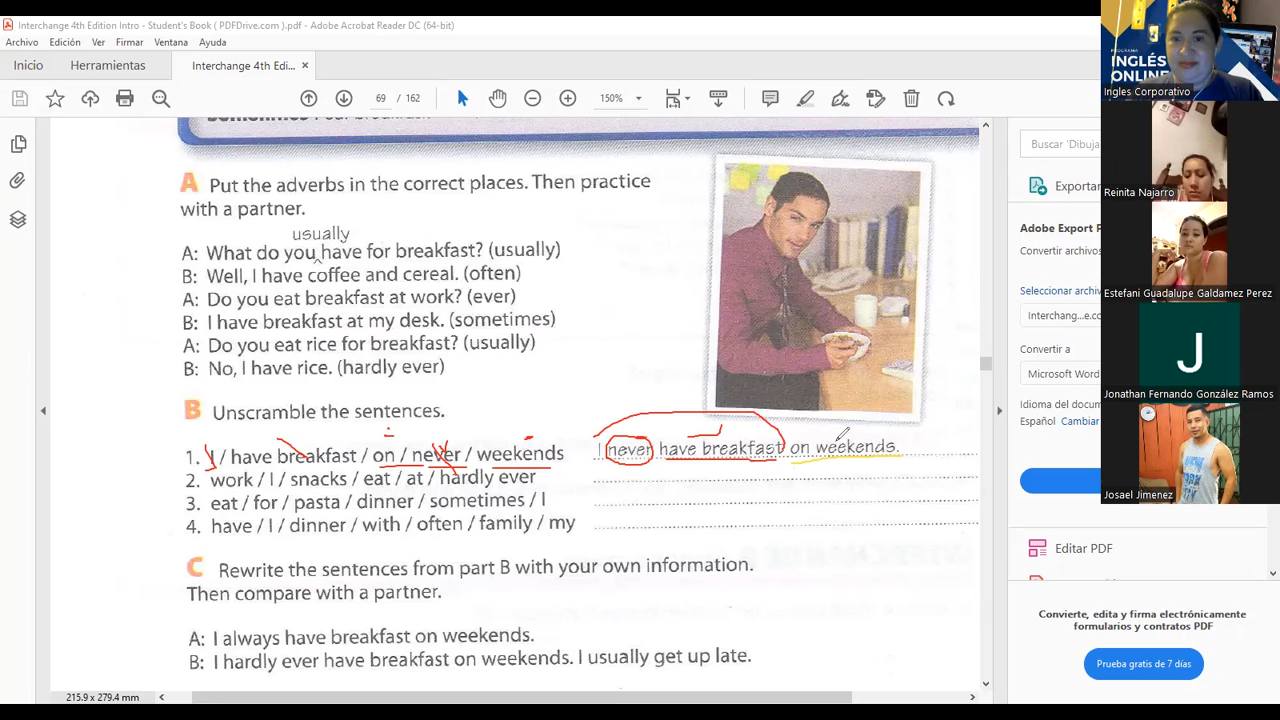 Interchange 4th Edition Intro - Student's Book ( PDFDrive.com ).pdf - Adobe Acrobat Reader DC (64-bit)
Archivo Edición Ver Firmar Ventana Ayuda
Inicio Herramientas Interchange 4th Edi... ×
69 / 162 150%
A Put the adverbs in the correct places. Then practice
with a partner.
usually
A: What do you have for breakfast? (usually)
B: Well, I have coffee and cereal. (often)
A: Do you eat breakfast at work? (ever)
B: I have breakfast at my desk. (sometimes)
A: Do you eat rice for breakfast? (usually)
B: No, I have rice. (hardly ever)
B Unscramble the sentences.
1. I / have breakfast / on / never / weekends I never have breakfast on weekends.
2. work / I / snacks / eat / at / hardly ever
3. eat / for / pasta / dinner / sometimes / I
4. have / I / dinner / with / often / family / my
C Rewrite the sentences from part B with your own information.
Then compare with a partner.
A: I always have breakfast on weekends.
B: I hardly ever have breakfast on weekends. I usually get up late.
215.9 x 279.4 mm
Buscar 'Dibuja
Exportar
Adobe Export P
Convertir archivos
Seleccionar archiv
Interchang...e.c
Convertir a
Microsoft Word
Idioma del docume
Español Cambiar
Editar PDF
Convierte, edita y firma electrónicamente
formularios y contratos PDF
Prueba gratis de 7 días
PROGRAMA
INGLÉS
ONLINE
Ingles Corporativo
Reinita Najarro
Estefani Guadalupe Galdamez Perez
J
Jonathan Fernando González Ramos
Josael Jimenez